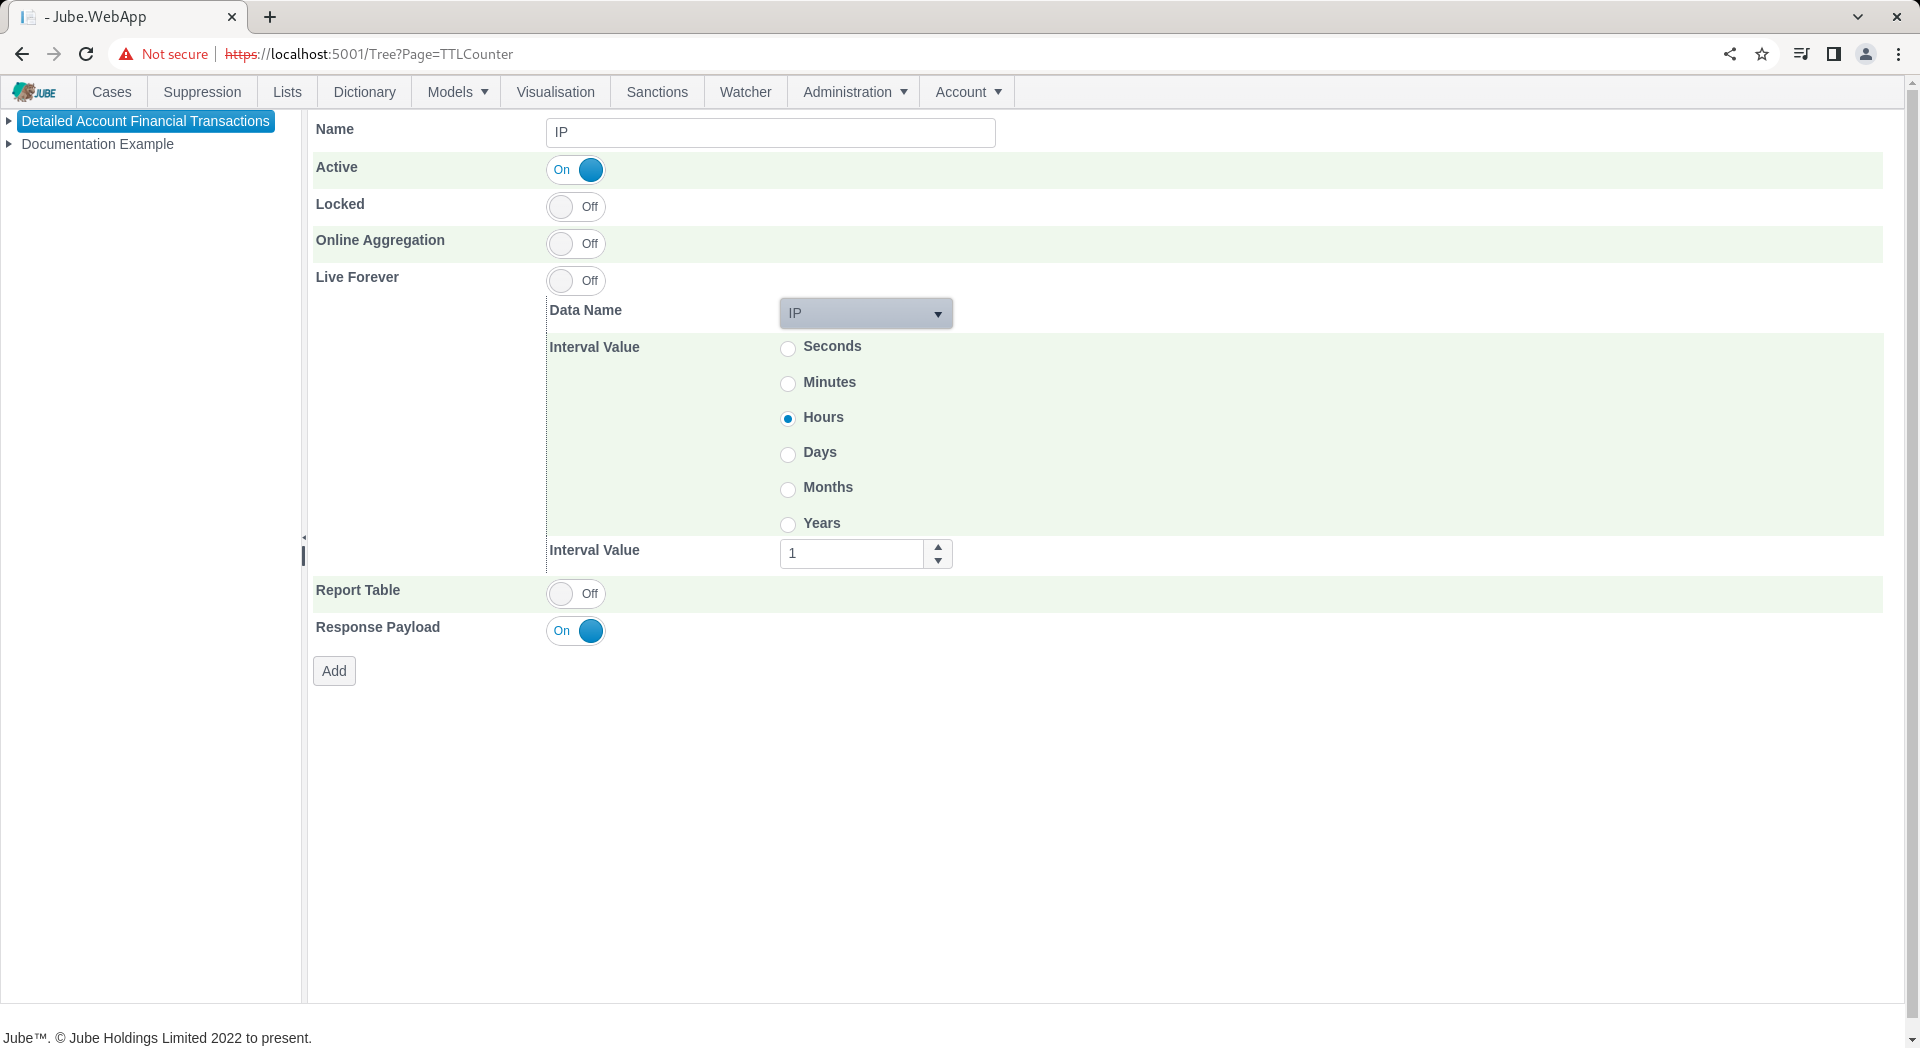 - Jube.WebApp
Not secure https://localhost:5001/Tree?Page=TTLCounter
JUBE Cases Suppression Lists Dictionary Models Visualisation Sanctions Watcher Administration Account
Detailed Account Financial Transactions
Documentation Example
Name IP
Active On
Locked Off
Online Aggregation Off
Live Forever Off
Data Name IP
Interval Value Seconds
Minutes
Hours
Days
Months
Years
Interval Value 1
Report Table Off
Response Payload On
Add
Jube™. © Jube Holdings Limited 2022 to present.